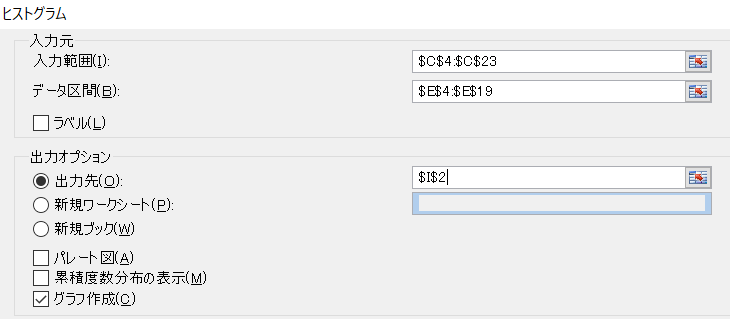 ヒストグラム
入力元
入力範囲(I): $C$4:$C$23
データ区間(B): $E$4:$E$19
ラベル(L)
出力オプション
出力先(O): $I$2
新規ワークシート(P):
新規ブック(W)
パレート図(A)
累積度数分布の表示(M)
グラフ作成(C)